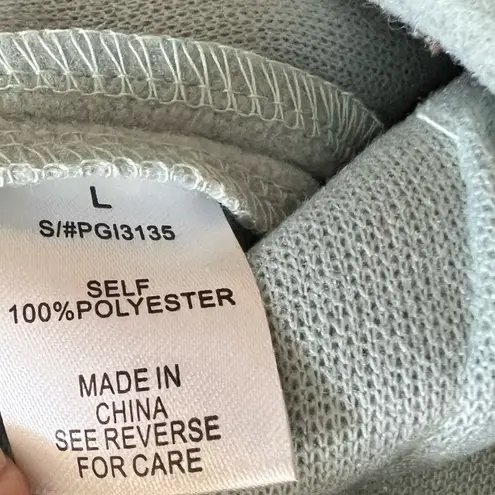 L
S/#PGI3135
SELF
100%POLYESTER
MADE IN
CHINA
SEE REVERSE
FOR CARE